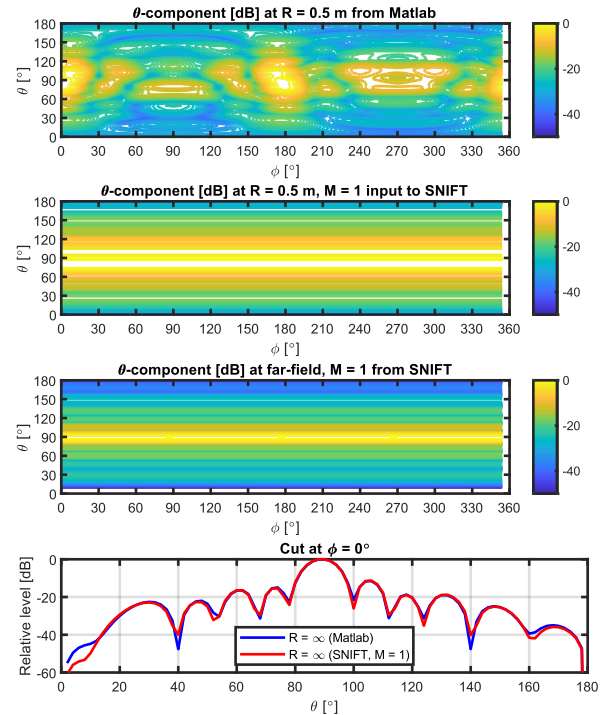 θ-component [dB] at R = 0.5 m from Matlab
180
150
120
90
60
30
0
θ [°]
0 30 60 90 120 150 180 210 240 270 300 330 360
ϕ [°]
0
-20
-40
θ-component [dB] at R = 0.5 m, M = 1 input to SNIFT
180
150
120
90
60
30
0
θ [°]
0 30 60 90 120 150 180 210 240 270 300 330 360
ϕ [°]
0
-20
-40
θ-component [dB] at far-field, M = 1 from SNIFT
180
150
120
90
60
30
0
θ [°]
0 30 60 90 120 150 180 210 240 270 300 330 360
ϕ [°]
0
-20
-40
Cut at ϕ = 0°
0
-20
-40
-60
Relative level [dB]
R = ∞ (Matlab)
R = ∞ (SNIFT, M = 1)
0 20 40 60 80 100 120 140 160 180
θ [°]